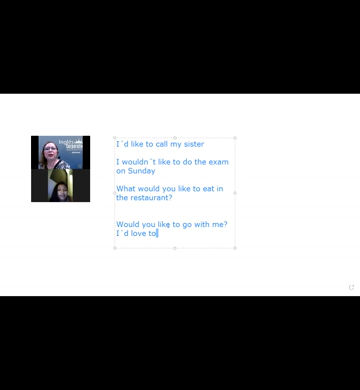 I´d like to call my sister
I wouldn´t like to do the exam
on Sunday
What would you like to eat in
the restaurant?
Would you like to go with me?
I´d love to